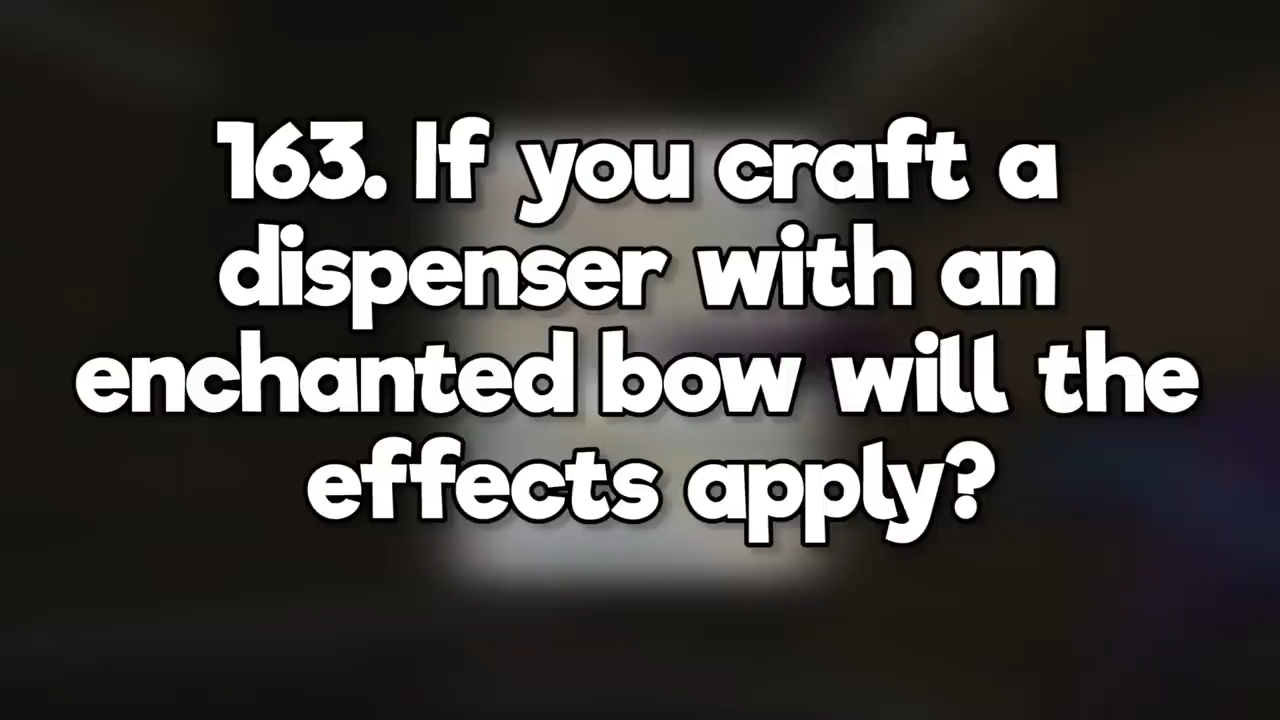 163. If you craft a
dispenser with an
enchanted bow will the
effects apply?